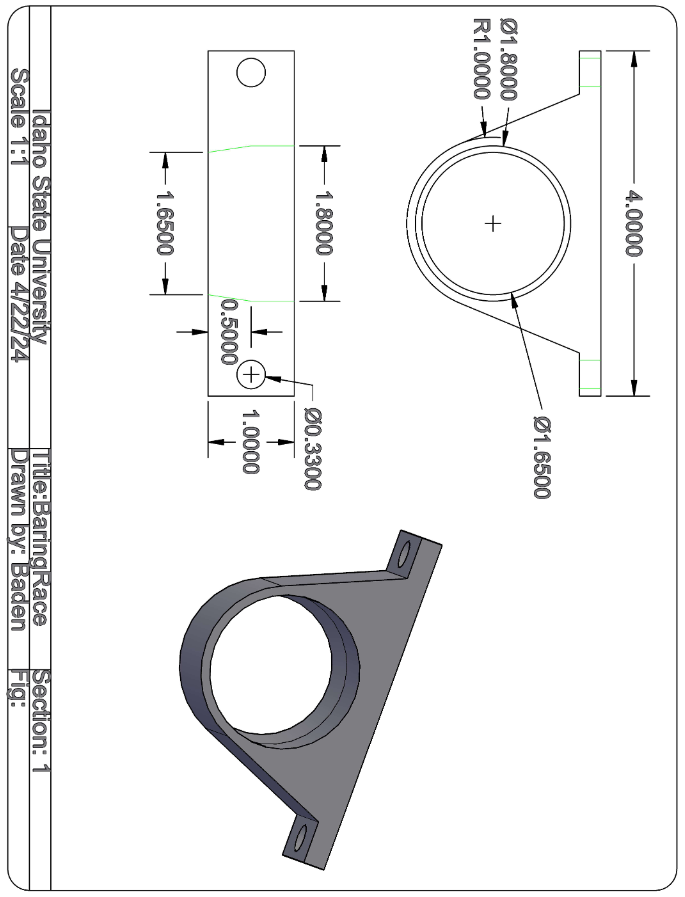 Ø1.8000
R1.0000
4.0000
Ø1.6500
1.8000
1.6500
0.5000
Ø0.3300
1.0000
Idaho State University Title:BaringRace Section: 1
Scale 1:1 Date 4/22/24 Drawn by: Baden Fig: